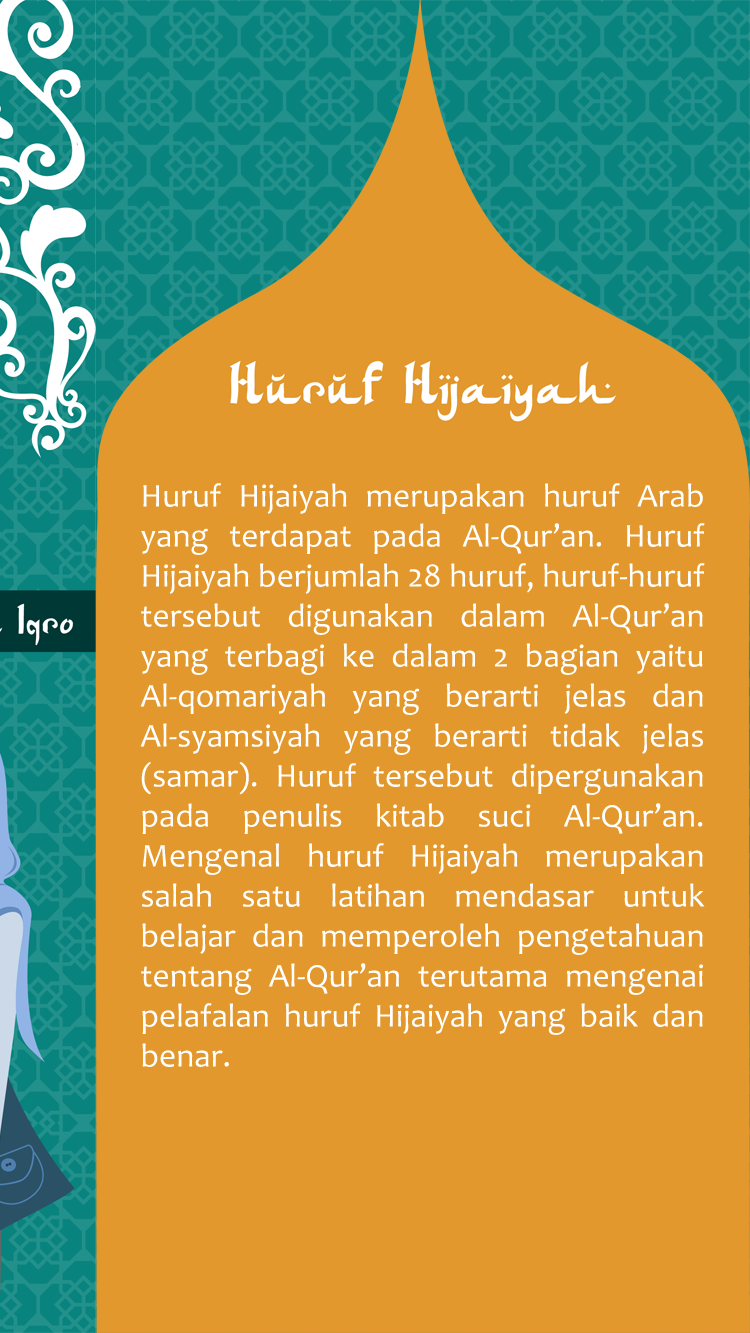 Huruf Hijaiyah
Huruf Hijaiyah merupakan huruf Arab
yang terdapat pada Al-Qur’an. Huruf
Hijaiyah berjumlah 28 huruf, huruf-huruf
tersebut digunakan dalam Al-Qur’an
yang terbagi ke dalam 2 bagian yaitu
Al-qomariyah yang berarti jelas dan
Al-syamsiyah yang berarti tidak jelas
(samar). Huruf tersebut dipergunakan
pada penulis kitab suci Al-Qur’an.
Mengenal huruf Hijaiyah merupakan
salah satu latihan mendasar untuk
belajar dan memperoleh pengetahuan
tentang Al-Qur’an terutama mengenai
pelafalan huruf Hijaiyah yang baik dan
benar.
Iqro